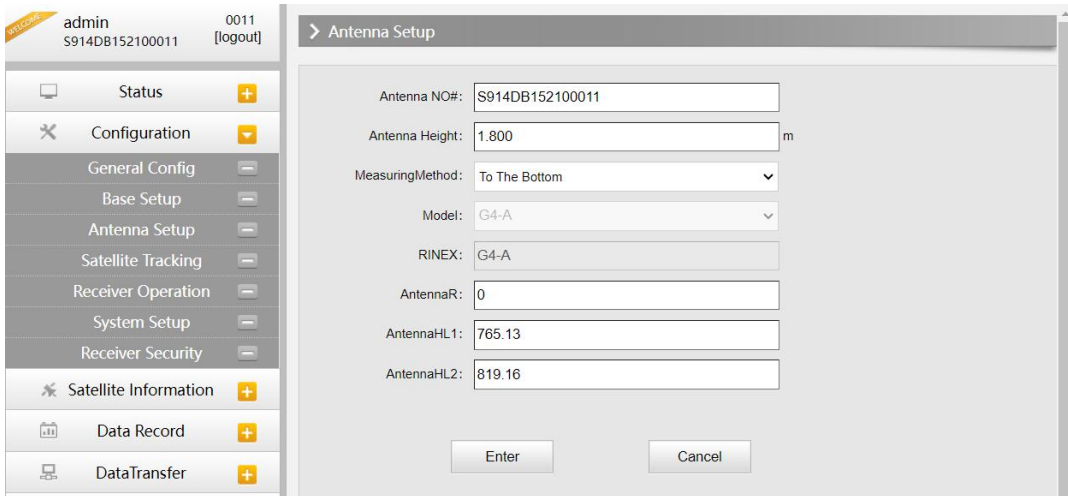 WELCOME
admin
0011
S914DB152100011
[logout]
Status
Configuration
General Config
Base Setup
Antenna Setup
Satellite Tracking
Receiver Operation
System Setup
Receiver Security
Satellite Information
Data Record
DataTransfer
Antenna Setup
Antenna NO#: S914DB152100011
Antenna Height: 1.800 m
MeasuringMethod: To The Bottom
Model: G4-A
RINEX: G4-A
AntennaR: 0
AntennaHL1: 765.13
AntennaHL2: 819.16
Enter
Cancel